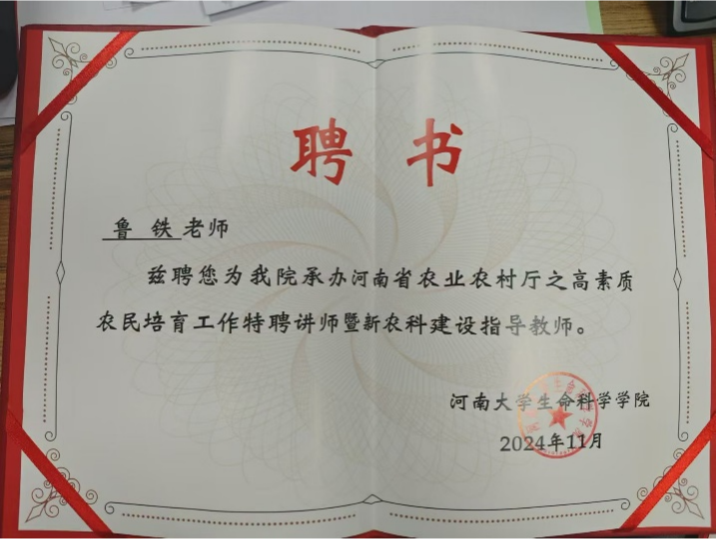 聘 书
鲁 铁 老师
兹聘您为我院承办河南省农业农村厅之高素质
农民培育工作特聘讲师暨新农科建设指导教师。
河南大学生命科学学院
2024年11月